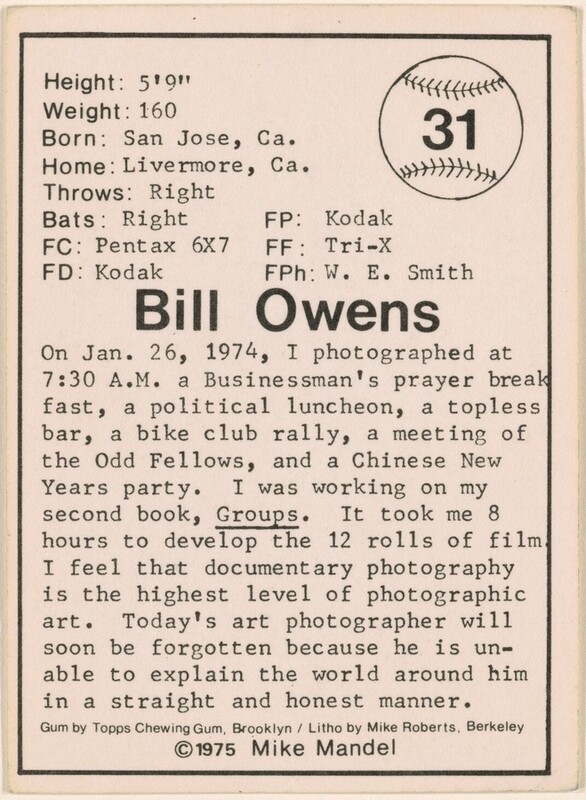 Height: 5'9"
31
Weight: 160
Born: San Jose, Ca.
Home: Livermore, Ca.
Throws: Right
Bats: Right FP: Kodak
FC: Pentax 6X7 FF: Tri-X
FD: Kodak FPh: W. E. Smith
Bill Owens
On Jan. 26, 1974, I photographed at
7:30 A.M. a Businessman's prayer break
fast, a political luncheon, a topless
bar, a bike club rally, a meeting of
the Odd Fellows, and a Chinese New
Years party. I was working on my
second book, Groups. It took me 8
hours to develop the 12 rolls of film.
I feel that documentary photography
is the highest level of photographic
art. Today's art photographer will
soon be forgotten because he is un-
able to explain the world around him
in a straight and honest manner.
Gum by Topps Chewing Gum, Brooklyn / Litho by Mike Roberts, Berkeley
©1975 Mike Mandel